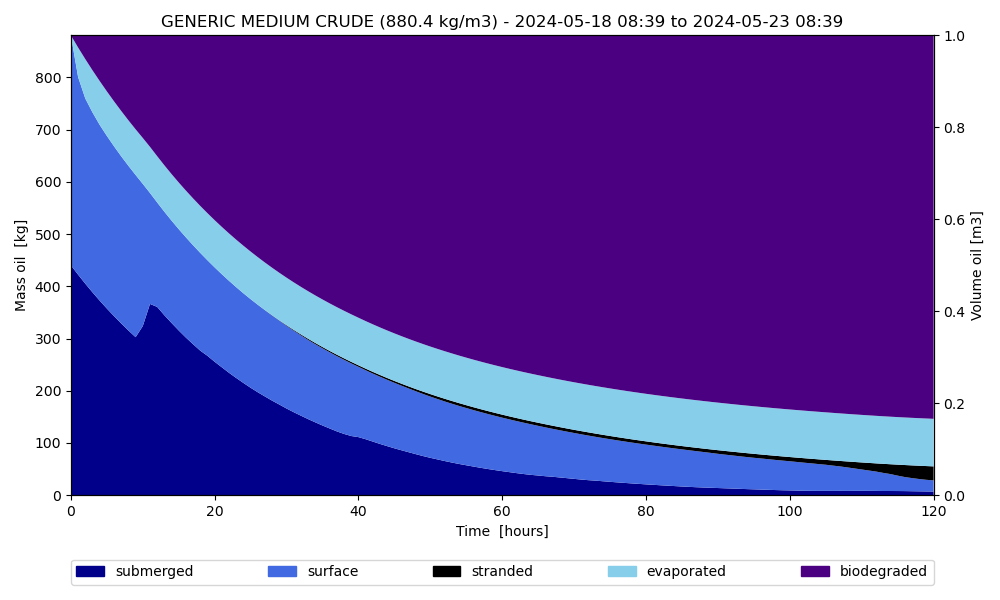 GENERIC MEDIUM CRUDE (880.4 kg/m3) - 2024-05-18 08:39 to 2024-05-23 08:39
Mass oil [kg]
800
700
600
500
400
300
200
100
0
1.0
0.8
0.6
0.4
0.2
0.0
Volume oil [m3]
0 20 40 60 80 100 120
Time [hours]
submerged surface stranded evaporated biodegraded